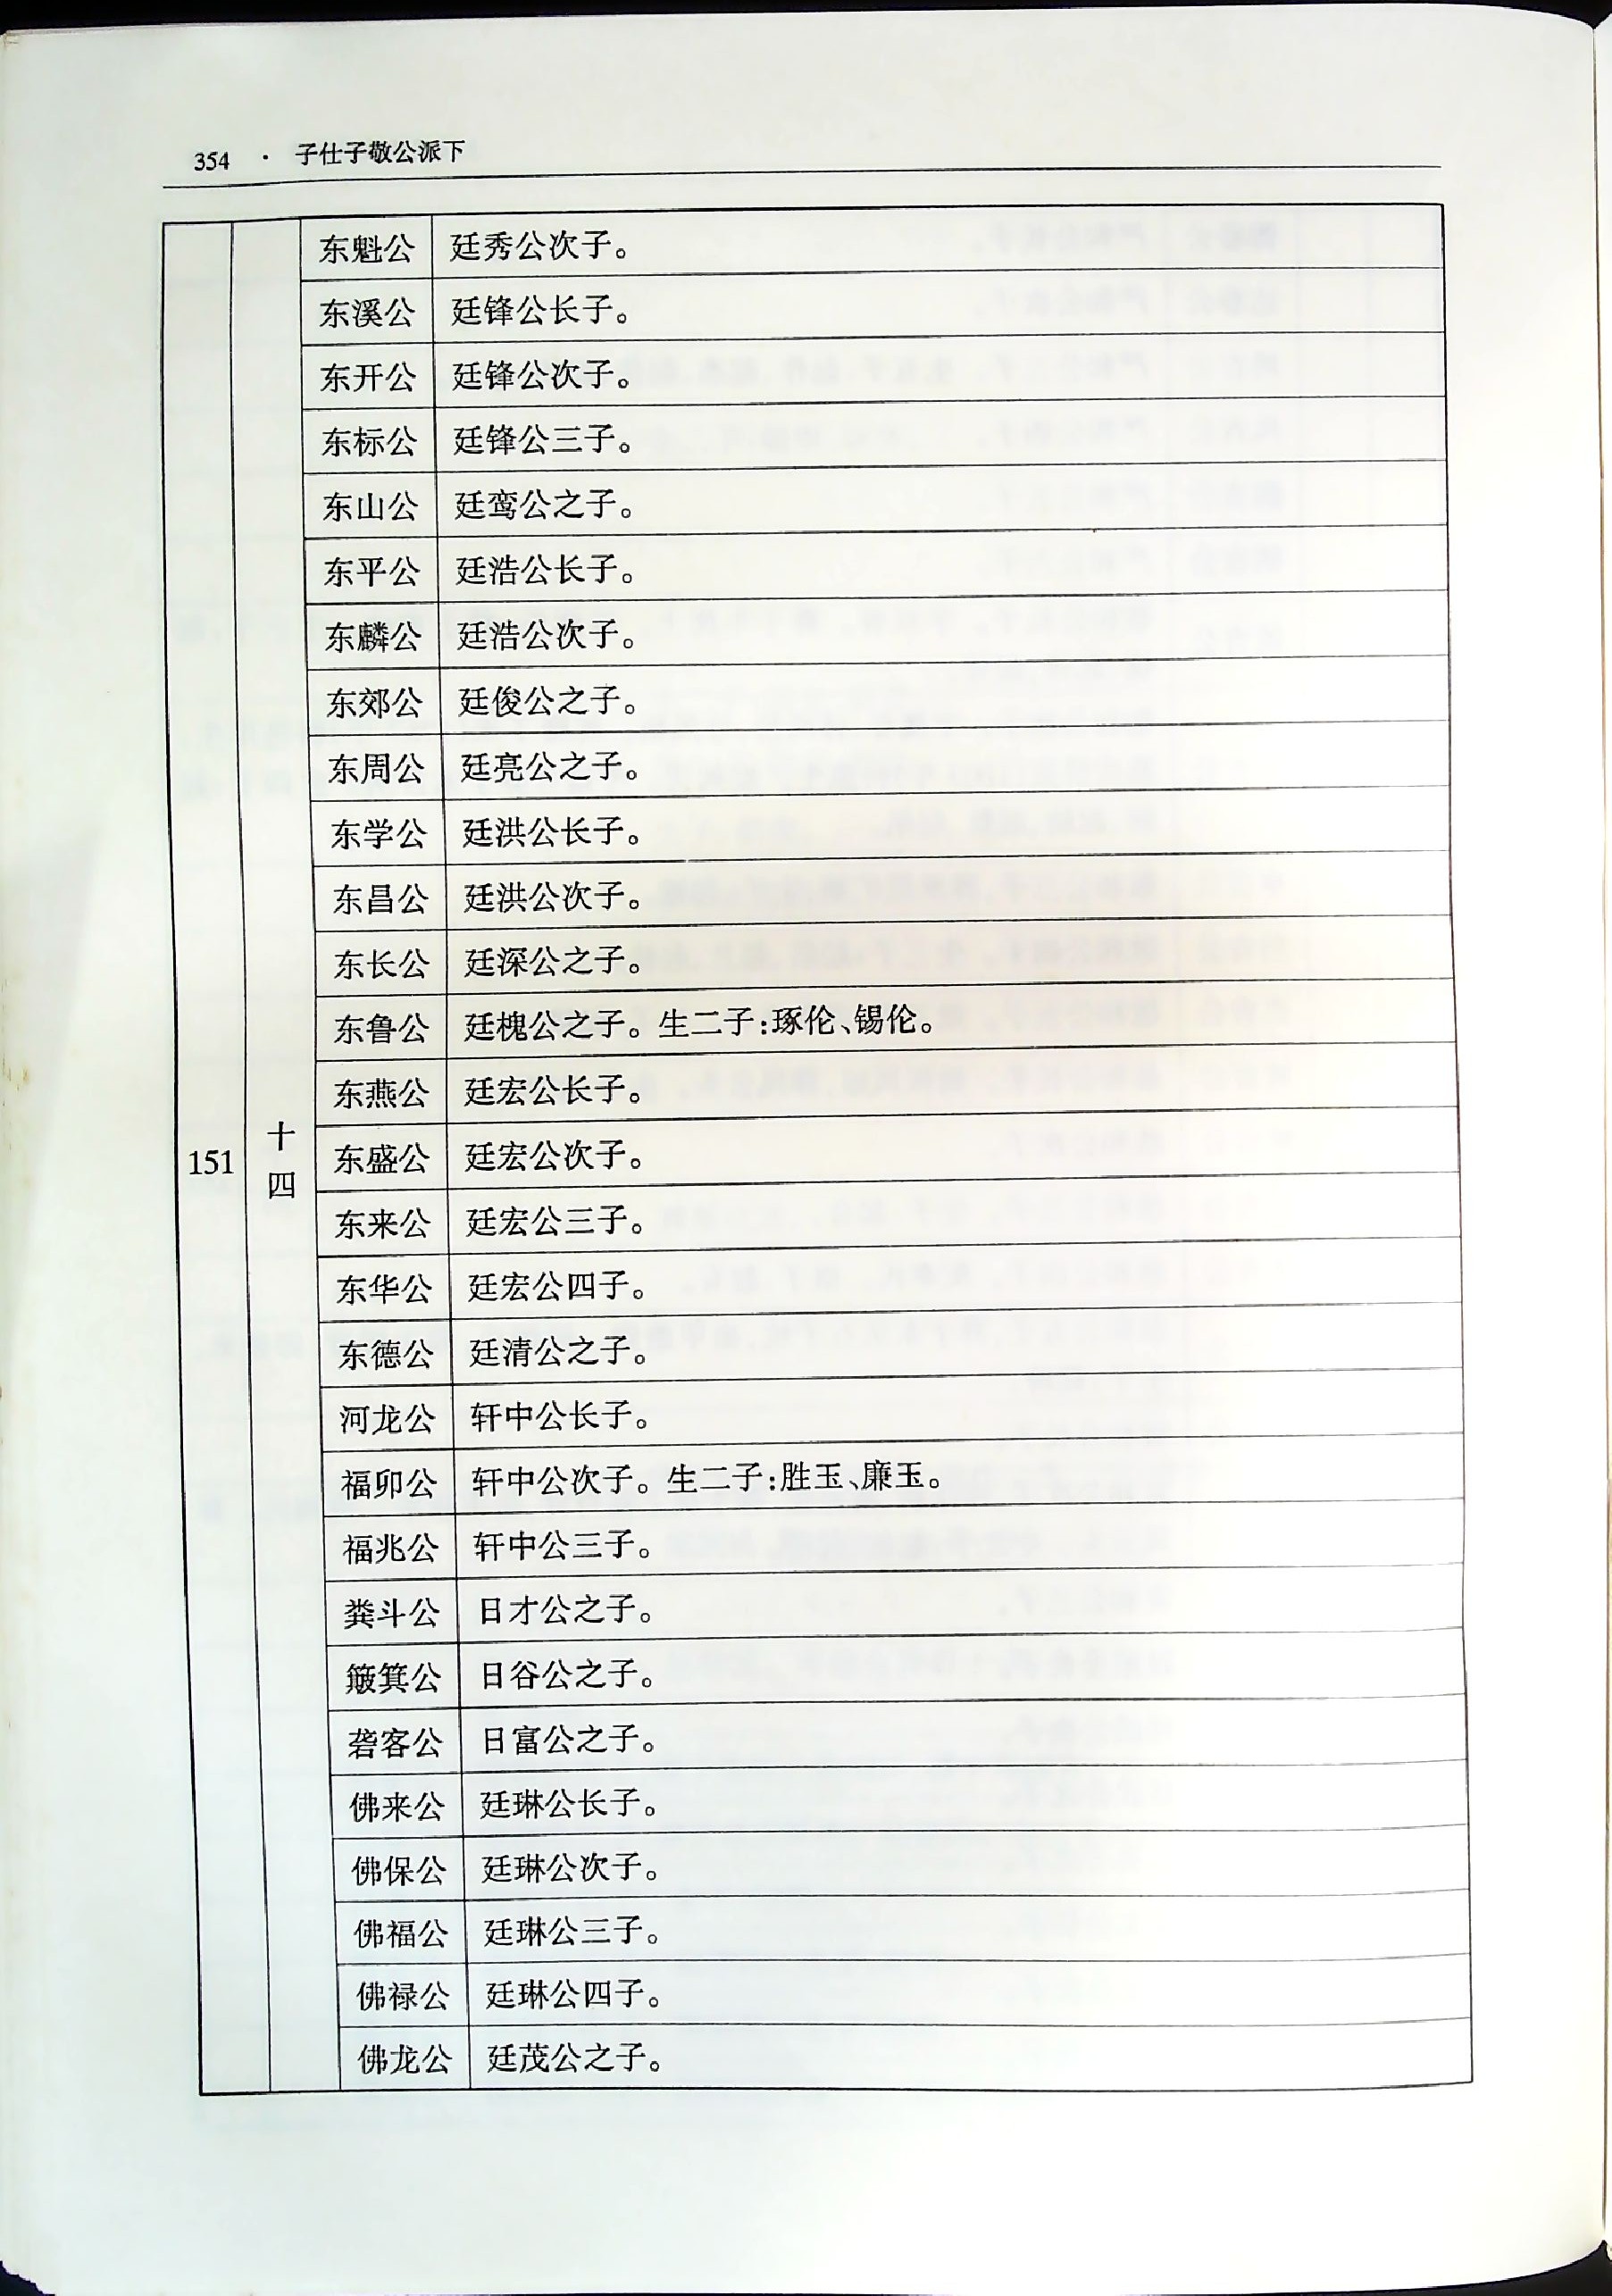 354 · 子仕子敬公派下
151
十四
东魁公 廷秀公次子。
东溪公 廷锋公长子。
东开公 廷锋公次子。
东标公 廷锋公三子。
东山公 廷鸾公之子。
东平公 廷浩公长子。
东麟公 廷浩公次子。
东郊公 廷俊公之子。
东周公 廷亮公之子。
东学公 廷洪公长子。
东昌公 廷洪公次子。
东长公 廷深公之子。
东鲁公 廷槐公之子。生二子:琢伦、锡伦。
东燕公 廷宏公长子。
东盛公 廷宏公次子。
东来公 廷宏公三子。
东华公 廷宏公四子。
东德公 廷清公之子。
河龙公 轩中公长子。
福卯公 轩中公次子。生二子:胜玉、廉玉。
福兆公 轩中公三子。
粪斗公 日才公之子。
簸箕公 日谷公之子。
砻客公 日富公之子。
佛来公 廷琳公长子。
佛保公 廷琳公次子。
佛福公 廷琳公三子。
佛禄公 廷琳公四子。
佛龙公 廷茂公之子。